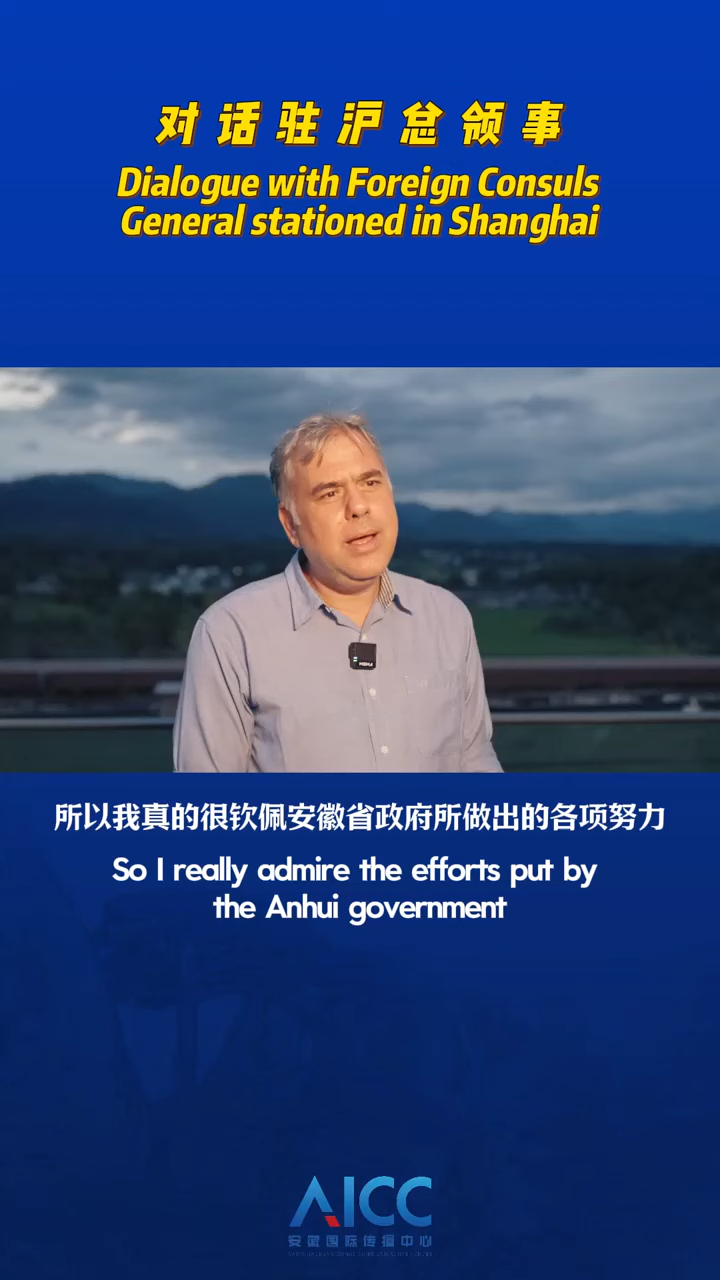 对话驻沪总领事
Dialogue with Foreign Consuls
General stationed in Shanghai
所以我真的很钦佩安徽省政府所做出的各项努力
So I really admire the efforts put by
the Anhui government
AICC
安徽国际传播中心